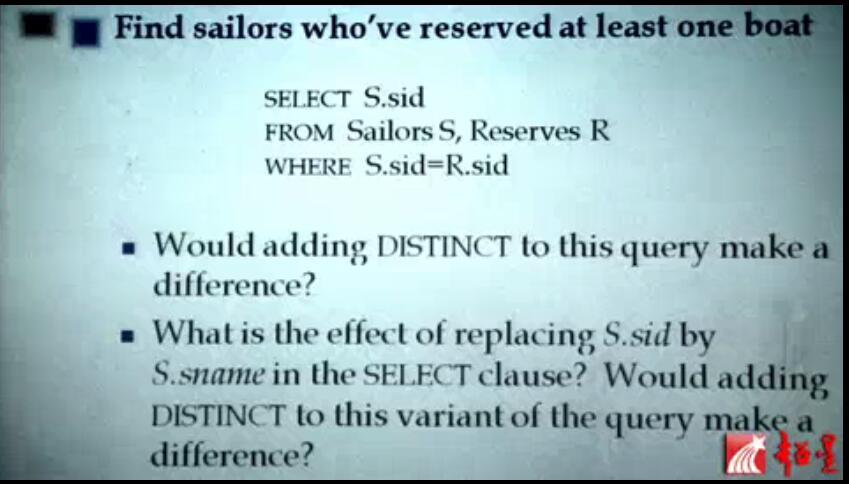 Find sailors who've reserved at least one boat
SELECT S.sid
FROM Sailors S, Reserves R
WHERE S.sid=R.sid
Would adding DISTINCT to this query make a
difference?
What is the effect of replacing S.sid by
S.sname in the SELECT clause? Would adding
DISTINCT to this variant of the query make a
difference?